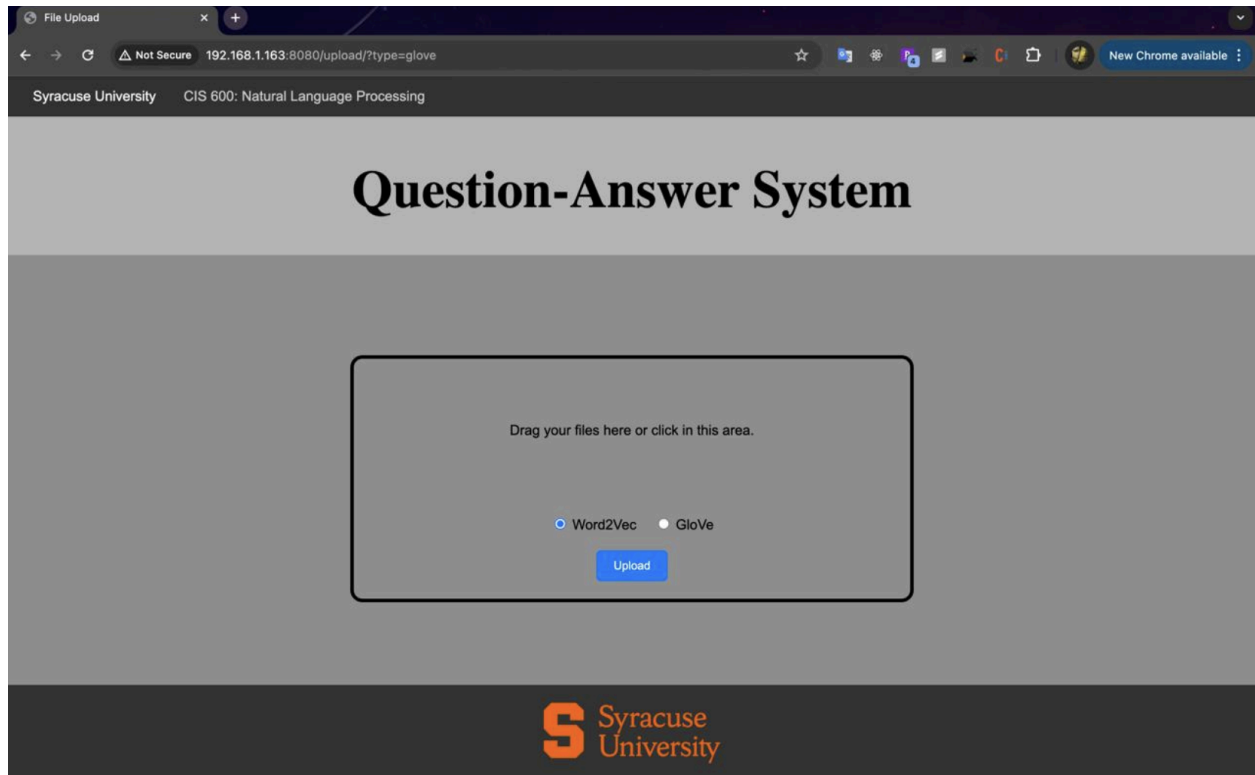 File Upload
Not Secure 192.168.1.163:8080/upload/?type=glove
New Chrome available
Syracuse University CIS 600: Natural Language Processing
Question-Answer System
Drag your files here or click in this area.
Word2Vec GloVe
Upload
S Syracuse
University